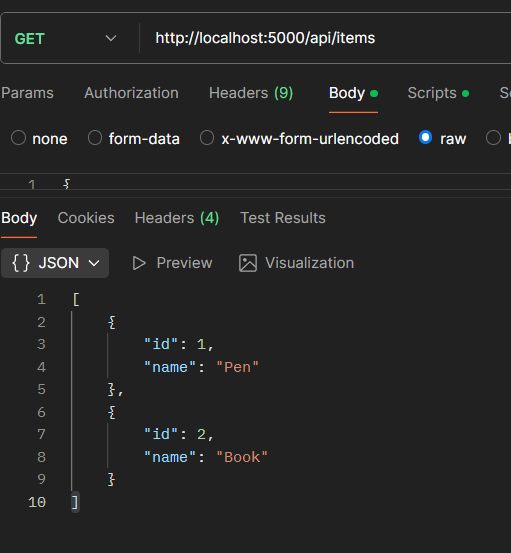 GET http://localhost:5000/api/items
Params Authorization Headers (9) Body Scripts
none form-data x-www-form-urlencoded raw
1 {
Body Cookies Headers (4) Test Results
{} JSON Preview Visualization
1 [
2 {
3 "id": 1,
4 "name": "Pen"
5 },
6 {
7 "id": 2,
8 "name": "Book"
9 }
10 ]